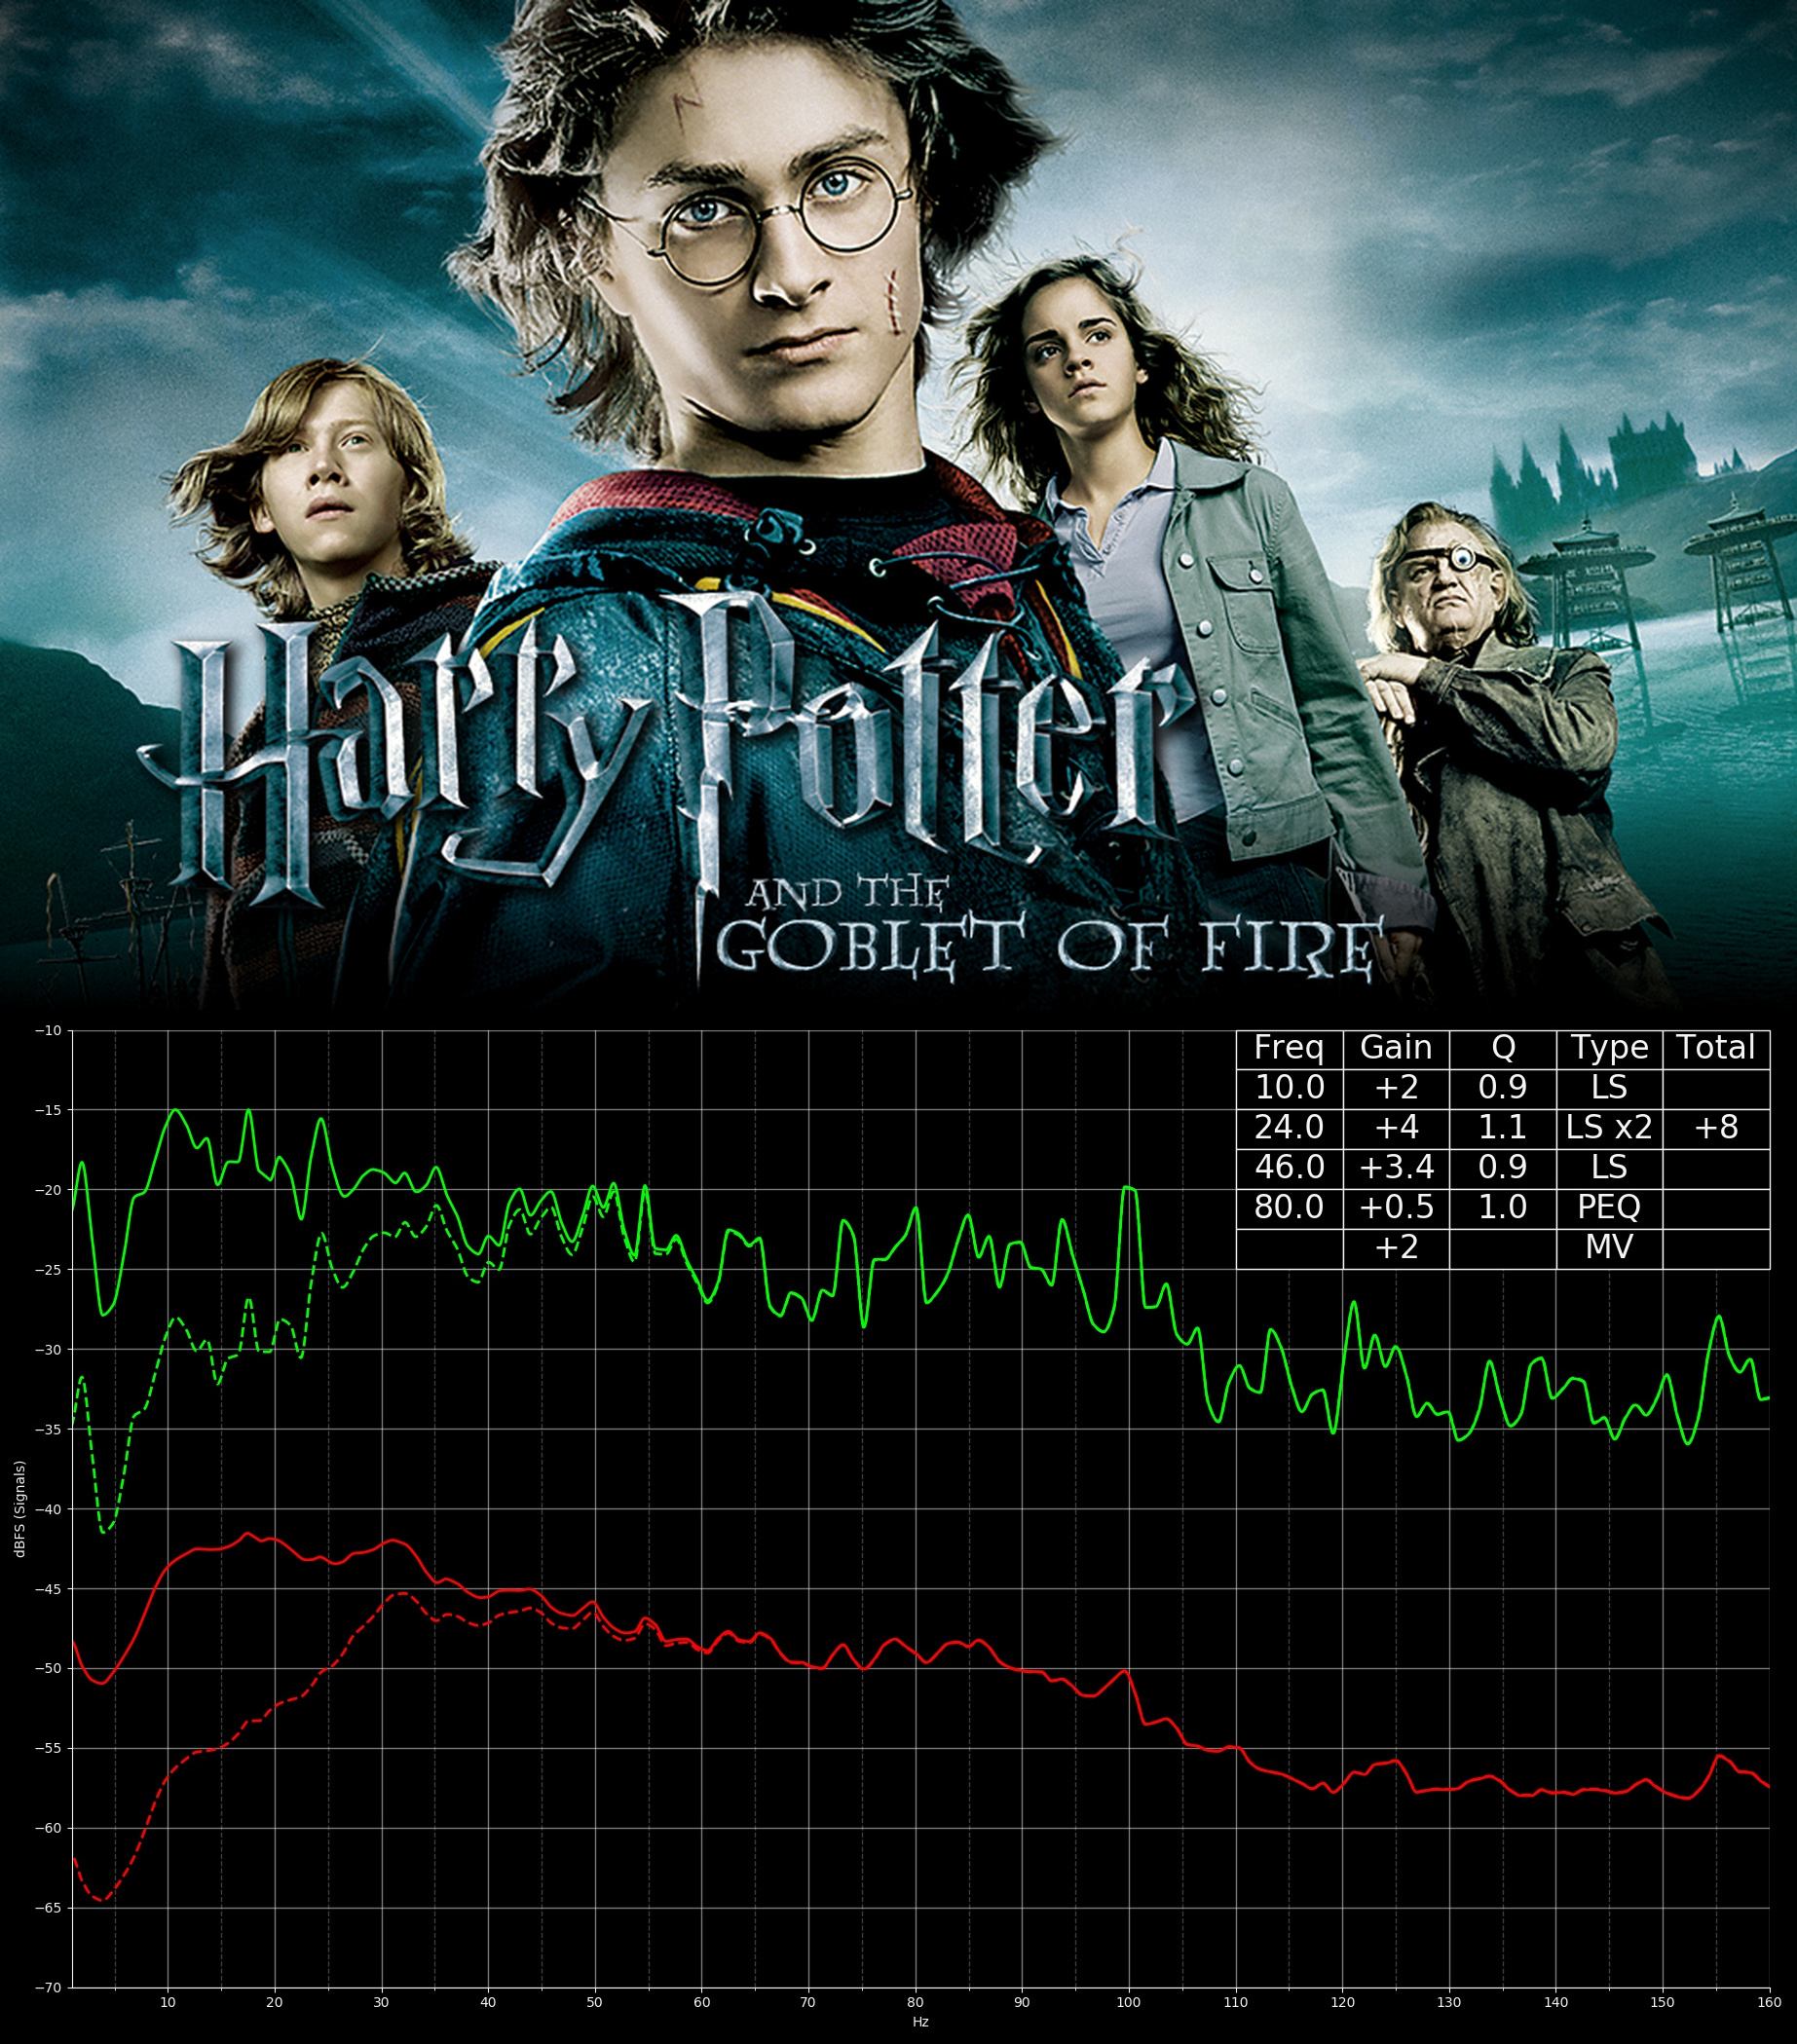 Harry Potter
AND THE
GOBLET OF FIRE
Freq Gain Q Type Total
10.0 +2 0.9 LS
24.0 +4 1.1 LS x2 +8
46.0 +3.4 0.9 LS
80.0 +0.5 1.0 PEQ
+2 MV
−10
−15
−20
−25
−30
−35
−40
−45
−50
−55
−60
−65
−70
dBFS (Signals)
10 20 30 40 50 60 70 80 90 100 110 120 130 140 150 160
Hz